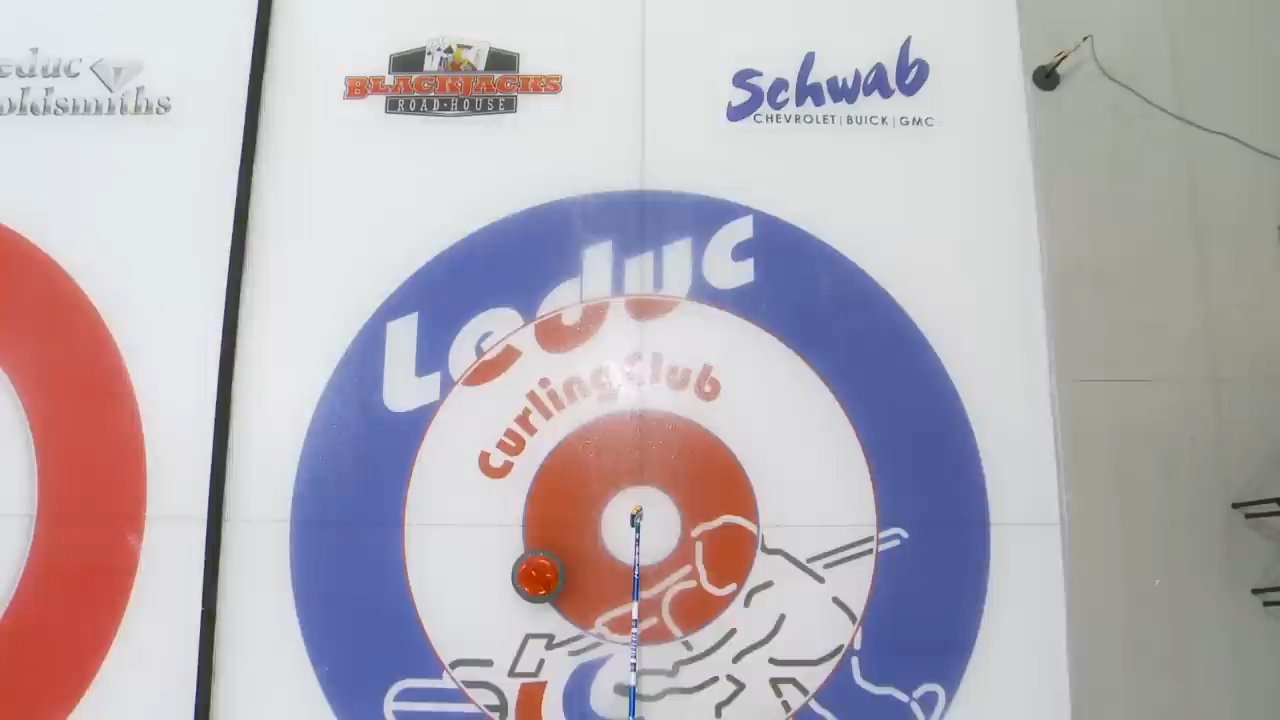 educ
oldsmiths
BLACKJACKS
ROAD-HOUSE
Schwab
CHEVROLET|BUICK|GMC
Leduc
Curling Club